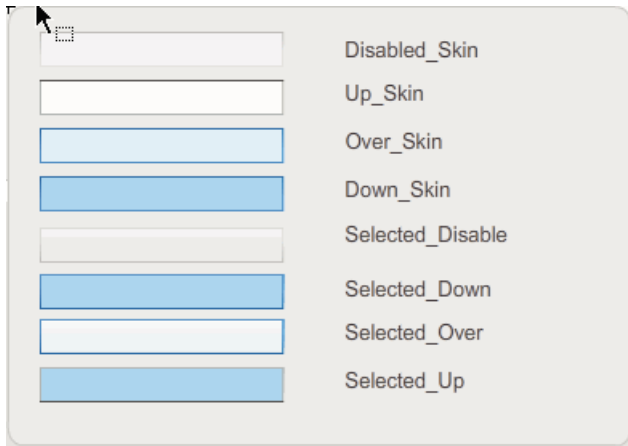 Disabled_Skin
Up_Skin
Over_Skin
Down_Skin
Selected_Disable
Selected_Down
Selected_Over
Selected_Up